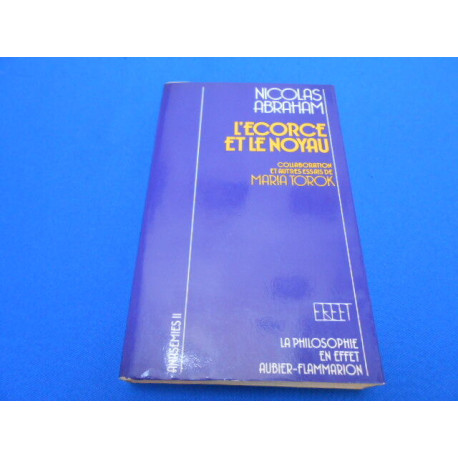 NICOLAS
ABRAHAM
L'ECORCE
ET LE NOYAU
COLLABORATION
ET AUTRES ESSAIS DE
MARIA TOROK
EFFET
LA PHILOSOPHIE
EN EFFET
AUBIER-FLAMMARION
ANASEMIES II